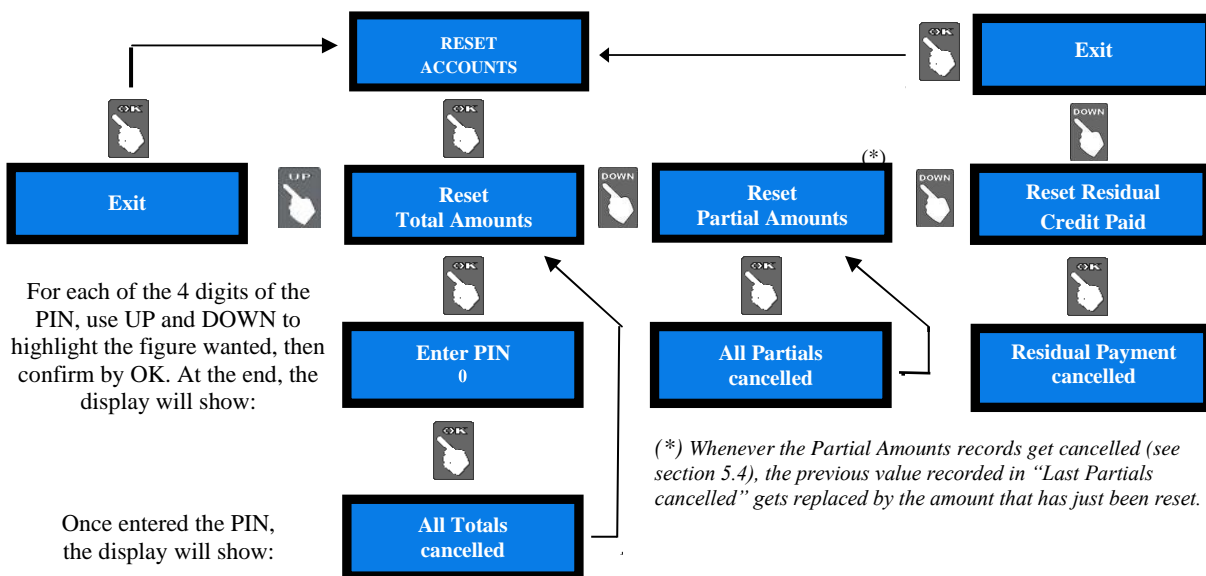 RESET
ACCOUNTS
OK
Exit
OK
OK
DOWN
Exit
UP
Reset
Total Amounts
DOWN
(*)
Reset
Partial Amounts
DOWN
Reset Residual
Credit Paid
For each of the 4 digits of the
PIN, use UP and DOWN to
highlight the figure wanted, then
confirm by OK. At the end, the
display will show:
OK
OK
OK
Enter PIN
0
All Partials
cancelled
Residual Payment
cancelled
OK
(*) Whenever the Partial Amounts records get cancelled (see
section 5.4), the previous value recorded in “Last Partials
cancelled” gets replaced by the amount that has just been reset.
Once entered the PIN,
the display will show:
All Totals
cancelled